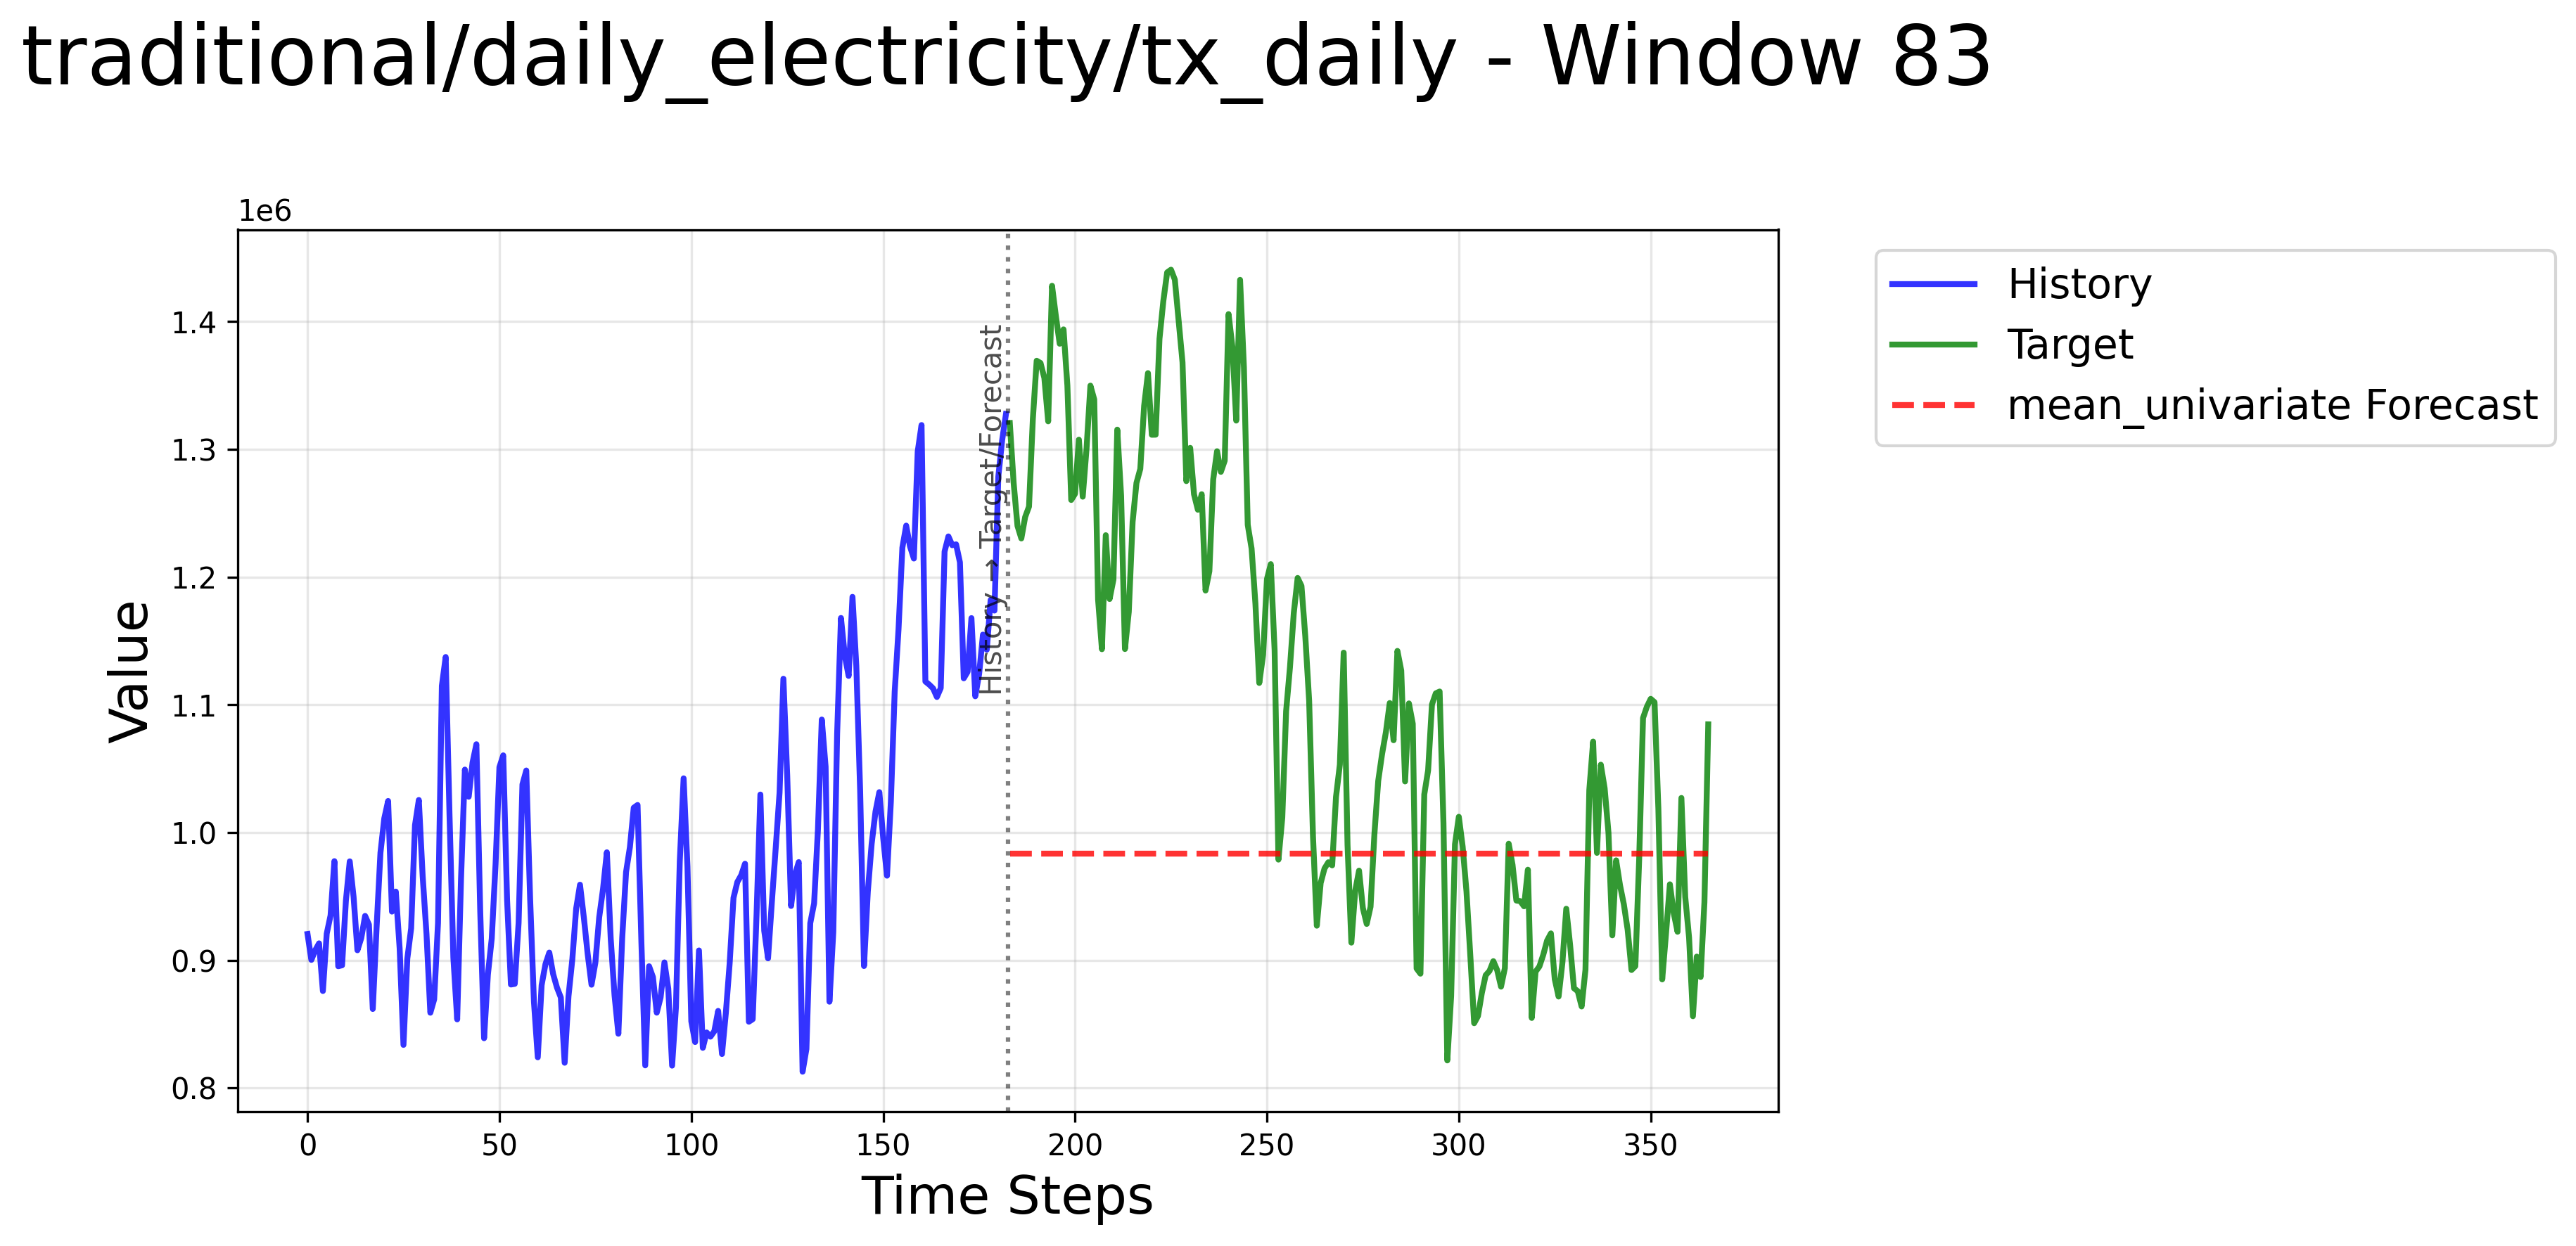 traditional/daily_electricity/tx_daily - Window 83
1e6
1.4
1.3
1.2
1.1
1.0
0.9
0.8
Value
History → Target/Forecast
0
50
100
150
200
250
300
350
Time Steps
History
Target
mean_univariate Forecast